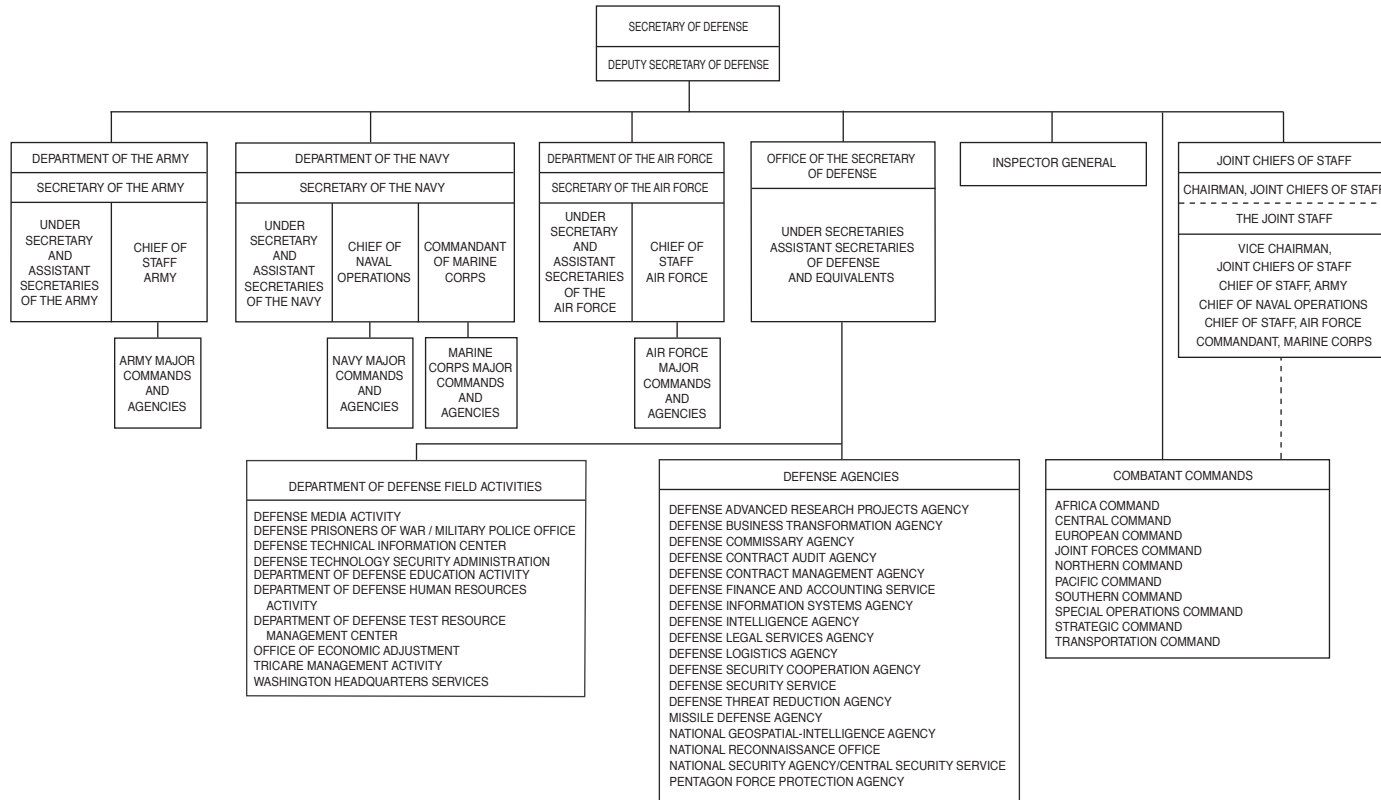 SECRETARY OF DEFENSE
DEPUTY SECRETARY OF DEFENSE
DEPARTMENT OF THE ARMY
SECRETARY OF THE ARMY
UNDER
SECRETARY
AND
ASSISTANT
SECRETARIES
OF THE ARMY
CHIEF OF
STAFF
ARMY
ARMY MAJOR
COMMANDS
AND
AGENCIES
DEPARTMENT OF THE NAVY
SECRETARY OF THE NAVY
UNDER
SECRETARY
AND
ASSISTANT
SECRETARIES
OF THE NAVY
CHIEF OF
NAVAL
OPERATIONS
COMMANDANT
OF MARINE
CORPS
NAVY MAJOR
COMMANDS
AND
AGENCIES
MARINE
CORPS MAJOR
COMMANDS
AND
AGENCIES
DEPARTMENT OF THE AIR FORCE
SECRETARY OF THE AIR FORCE
UNDER
SECRETARY
AND
ASSISTANT
SECRETARIES
OF THE
AIR FORCE
CHIEF OF
STAFF
AIR FORCE
AIR FORCE
MAJOR
COMMANDS
AND
AGENCIES
OFFICE OF THE SECRETARY
OF DEFENSE
UNDER SECRETARIES
ASSISTANT SECRETARIES
OF DEFENSE
AND EQUIVALENTS
INSPECTOR GENERAL
JOINT CHIEFS OF STAFF
CHAIRMAN, JOINT CHIEFS OF STAFF
THE JOINT STAFF
VICE CHAIRMAN,
JOINT CHIEFS OF STAFF
CHIEF OF STAFF, ARMY
CHIEF OF NAVAL OPERATIONS
CHIEF OF STAFF, AIR FORCE
COMMANDANT, MARINE CORPS
DEPARTMENT OF DEFENSE FIELD ACTIVITIES
DEFENSE MEDIA ACTIVITY
DEFENSE PRISONERS OF WAR / MILITARY POLICE OFFICE
DEFENSE TECHNICAL INFORMATION CENTER
DEFENSE TECHNOLOGY SECURITY ADMINISTRATION
DEPARTMENT OF DEFENSE EDUCATION ACTIVITY
DEPARTMENT OF DEFENSE HUMAN RESOURCES
ACTIVITY
DEPARTMENT OF DEFENSE TEST RESOURCE
MANAGEMENT CENTER
OFFICE OF ECONOMIC ADJUSTMENT
TRICARE MANAGEMENT ACTIVITY
WASHINGTON HEADQUARTERS SERVICES
DEFENSE AGENCIES
DEFENSE ADVANCED RESEARCH PROJECTS AGENCY
DEFENSE BUSINESS TRANSFORMATION AGENCY
DEFENSE COMMISSARY AGENCY
DEFENSE CONTRACT AUDIT AGENCY
DEFENSE CONTRACT MANAGEMENT AGENCY
DEFENSE FINANCE AND ACCOUNTING SERVICE
DEFENSE INFORMATION SYSTEMS AGENCY
DEFENSE INTELLIGENCE AGENCY
DEFENSE LEGAL SERVICES AGENCY
DEFENSE LOGISTICS AGENCY
DEFENSE SECURITY COOPERATION AGENCY
DEFENSE SECURITY SERVICE
DEFENSE THREAT REDUCTION AGENCY
MISSILE DEFENSE AGENCY
NATIONAL GEOSPATIAL-INTELLIGENCE AGENCY
NATIONAL RECONNAISSANCE OFFICE
NATIONAL SECURITY AGENCY/CENTRAL SECURITY SERVICE
PENTAGON FORCE PROTECTION AGENCY
COMBATANT COMMANDS
AFRICA COMMAND
CENTRAL COMMAND
EUROPEAN COMMAND
JOINT FORCES COMMAND
NORTHERN COMMAND
PACIFIC COMMAND
SOUTHERN COMMAND
SPECIAL OPERATIONS COMMAND
STRATEGIC COMMAND
TRANSPORTATION COMMAND